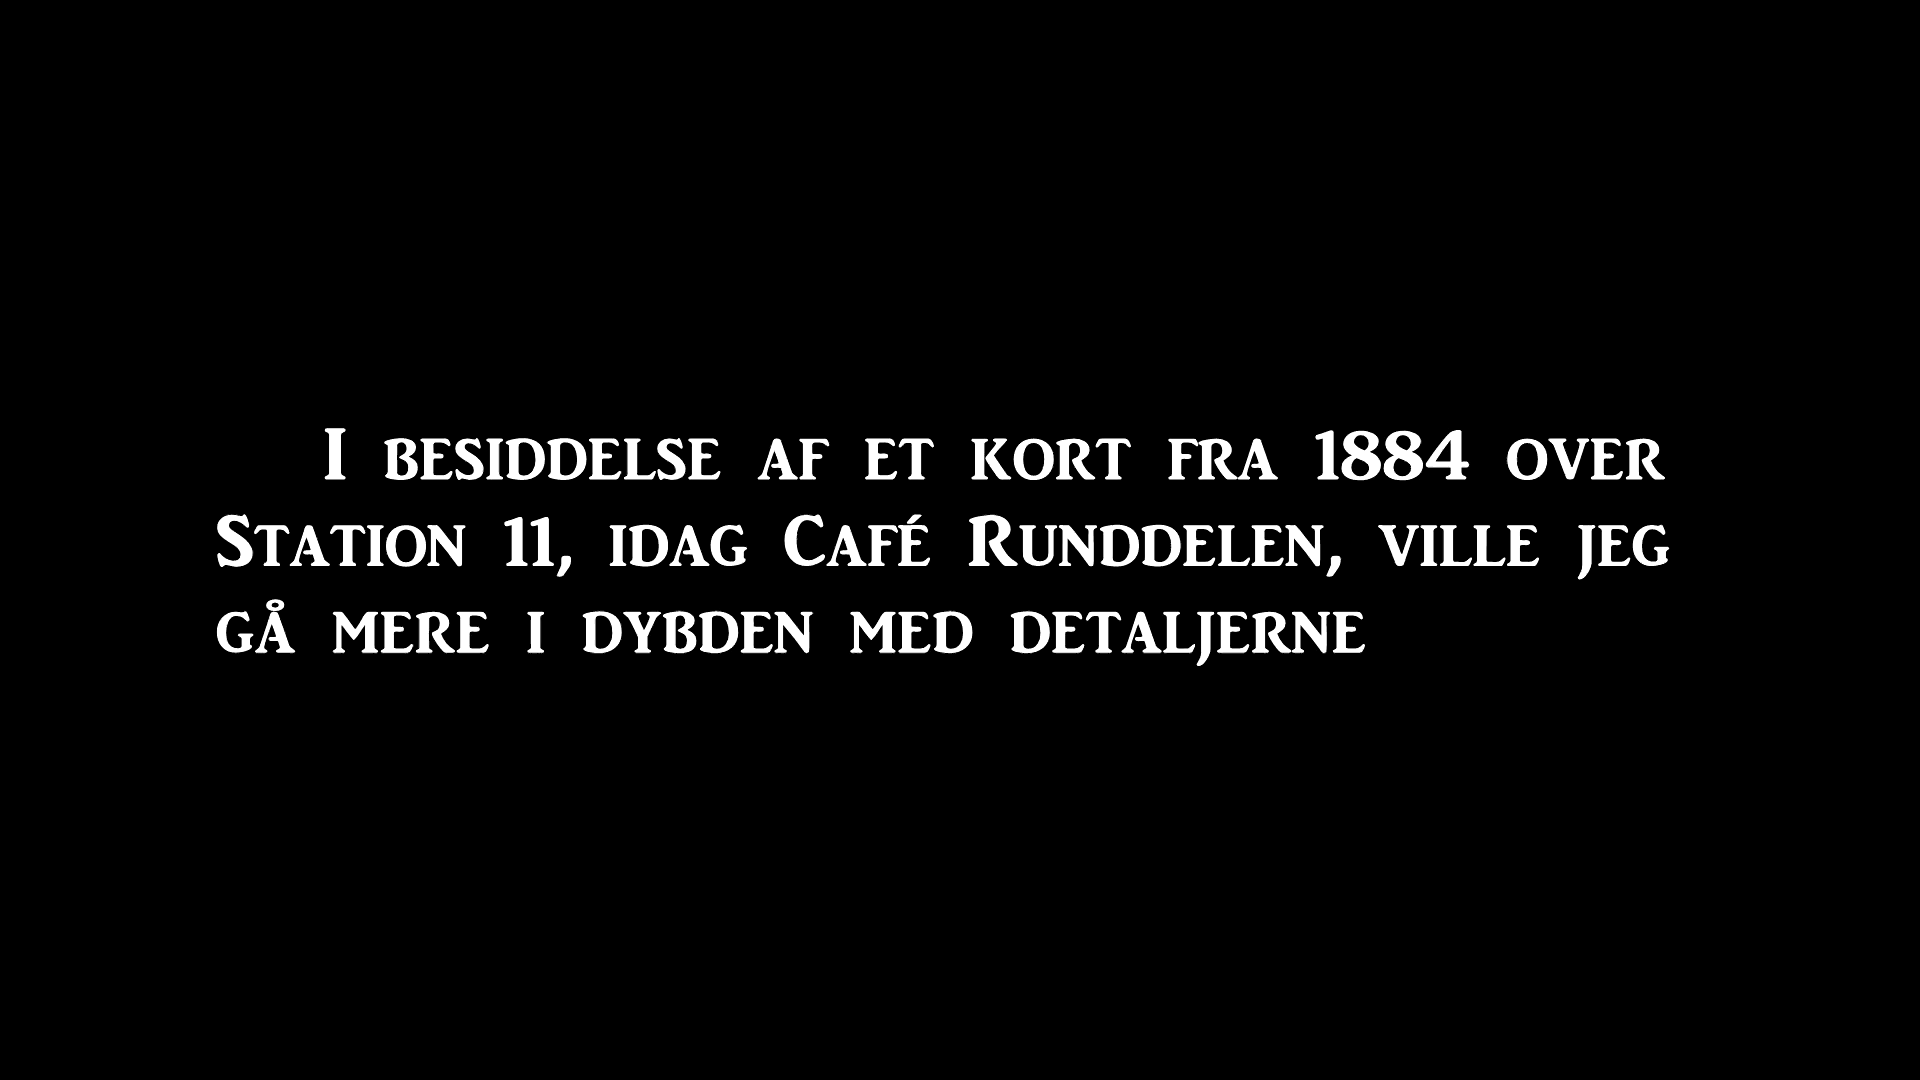 I besiddelse af et kort fra 1884 over
Station 11, idag Café Runddelen, ville jeg
gå mere i dybden med detaljerne